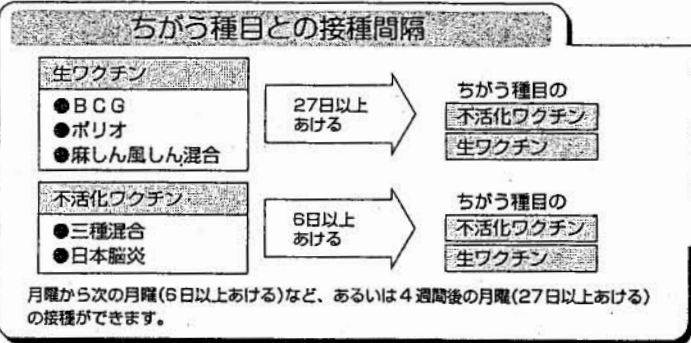 ちがう種目との接種間隔
生ワクチン
●BCG
●ポリオ
●麻しん風しん混合
27日以上
あける
ちがう種目の
不活化ワクチン
生ワクチン
不活化ワクチン
●三種混合
●日本脳炎
6日以上
あける
ちがう種目の
不活化ワクチン
生ワクチン
月曜から次の月曜(6日以上あける)など、あるいは4週間後の月曜(27日以上あける)
の接種ができます。